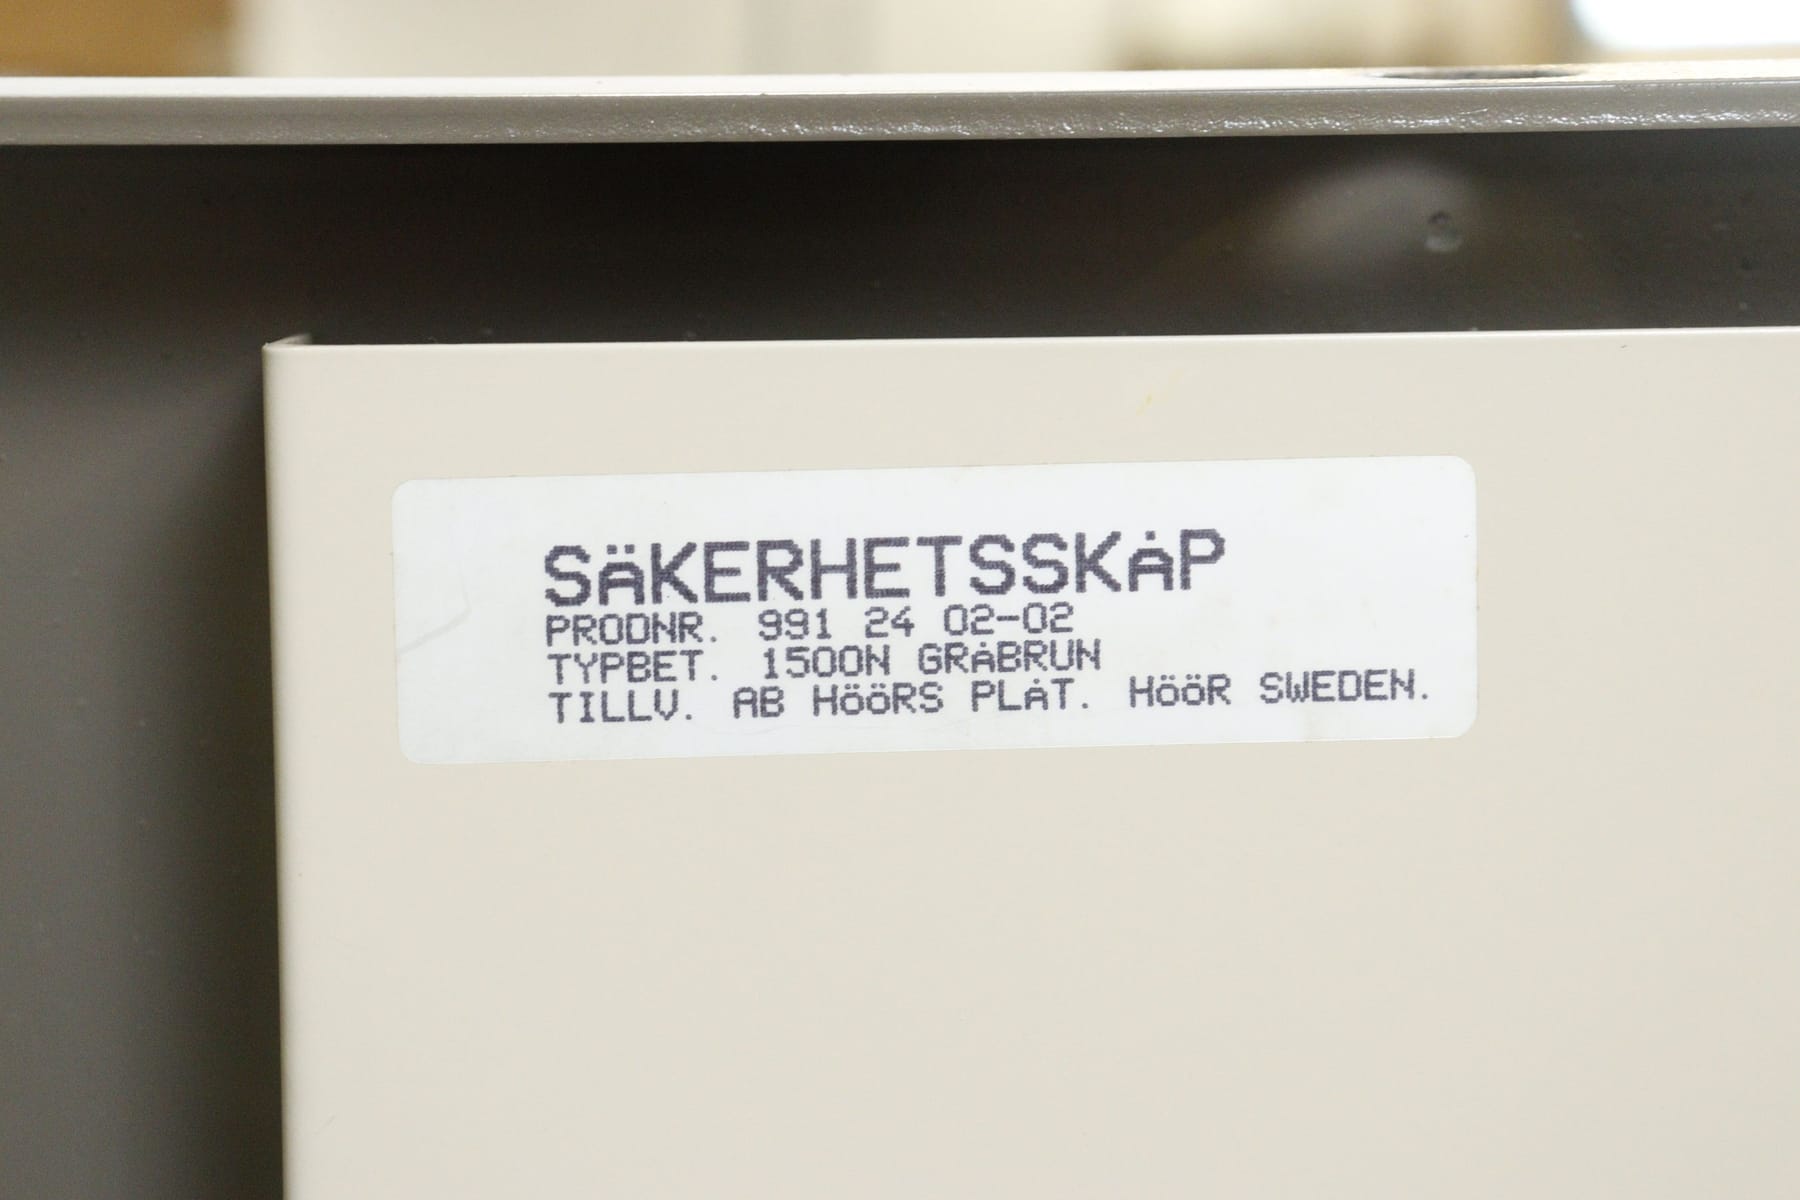 SÄKERHETSSKÅP
PRODNR. 991 24 02-02
TYPBET. 1500N GRÅBRUN
TILLV. AB HÖÖRS PLÅT. HÖÖR SWEDEN.